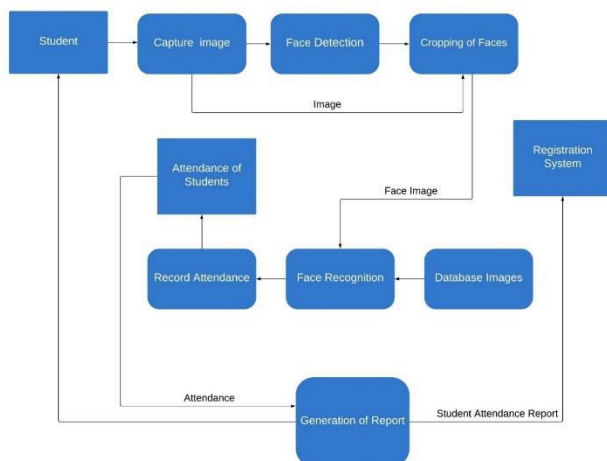 Student
Capture image
Face Detection
Cropping of Faces
Image
Registration
System
Attendance of
Students
Face Image
Record Attendance
Face Recognition
Database Images
Attendance
Generation of Report
Student Attendance Report